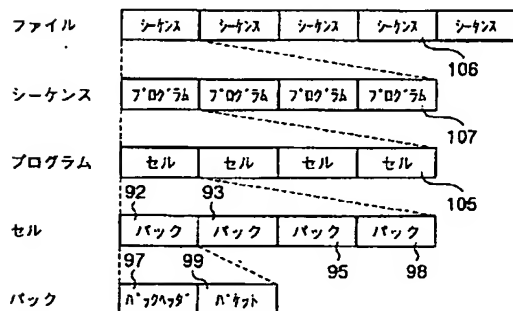 ファイル
シーケンス シーケンス シーケンス シーケンス シーケンス
106
シーケンス
プログラム プログラム プログラム プログラム
107
プログラム
セル セル セル セル
105
92 93
セル
パック パック パック パック
97 99 95 98
パック
パックヘッダ パケット